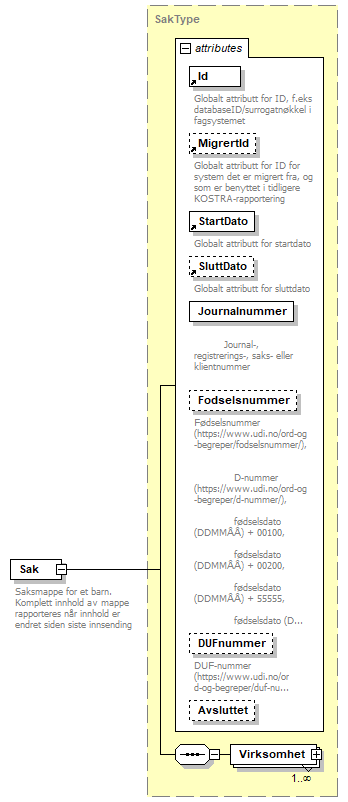 SakType
attributes
Id
Globalt attributt for ID, f.eks
databaseID/surrogatnøkkel i
fagsystemet
MigrertId
Globalt attributt for ID for
system det er migrert fra, og
som er benyttet i tidligere
KOSTRA-rapportering
StartDato
Globalt attributt for startdato
SluttDato
Globalt attributt for sluttdato
Journalnummer
Journal-,
registrerings-, saks- eller
klientnummer
Fodselsnummer
Fødselsnummer
(https://www.udi.no/ord-og
-begreper/fodselsnummer/),
D-nummer
(https://www.udi.no/ord-og
-begreper/d-nummer/),
fødselsdato
(DDMMÅÅ) + 00100,
fødselsdato
(DDMMÅÅ) + 00200,
fødselsdato
(DDMMÅÅ) + 55555,
fødselsdato (D...
DUFnummer
DUF-nummer
(https://www.udi.no/or
d-og-begreper/duf-nu...
Avsluttet
Sak
Saksmappe for et barn.
Komplett innhold av mappe
rapporteres når innhold er
endret siden siste innsending
Virksomhet
1..∞